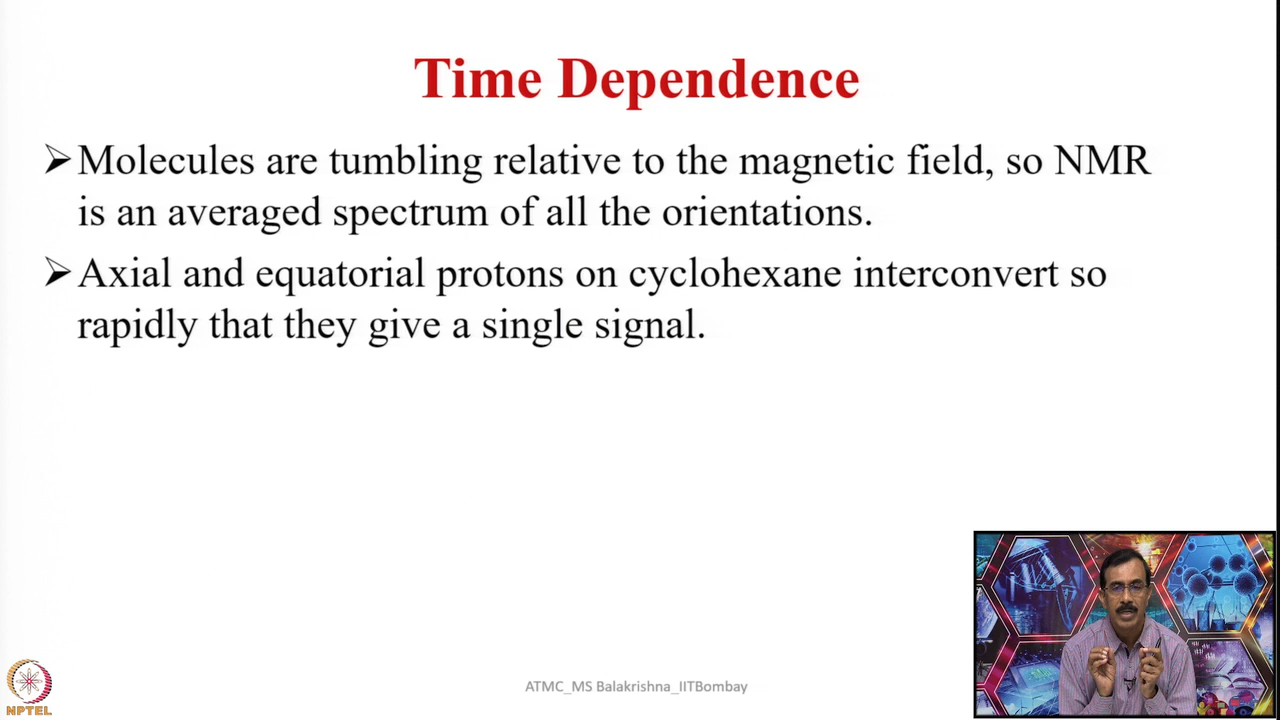 Time Dependence
➢Molecules are tumbling relative to the magnetic field, so NMR
is an averaged spectrum of all the orientations.
➢Axial and equatorial protons on cyclohexane interconvert so
rapidly that they give a single signal.
ATMC_MS Balakrishna_IITBombay
NPTEL